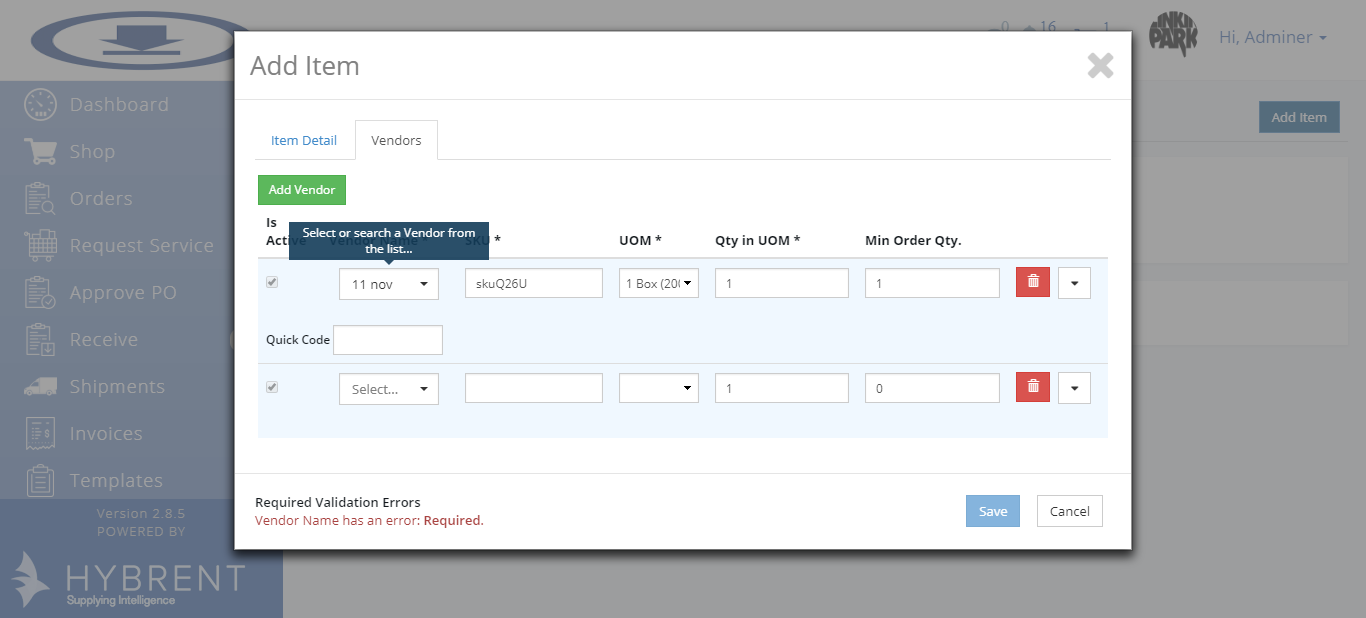 0 16 1
LINKIN
PARK
Hi, Adminer
Add Item
Dashboard
Shop
Orders
Request Service
Approve PO
Receive
Shipments
Invoices
Templates
Version 2.8.5
POWERED BY
HYBRENT
Supplying Intelligence
Add Item
Item Detail
Vendors
Add Vendor
Is
Active
Vendor Name *
SKU *
UOM *
Qty in UOM *
Min Order Qty.
Select or search a Vendor from
the list...
11 nov
skuQ26U
1 Box (20
1
1
Quick Code
Select...
1
0
Required Validation Errors
Vendor Name has an error: Required.
Save
Cancel